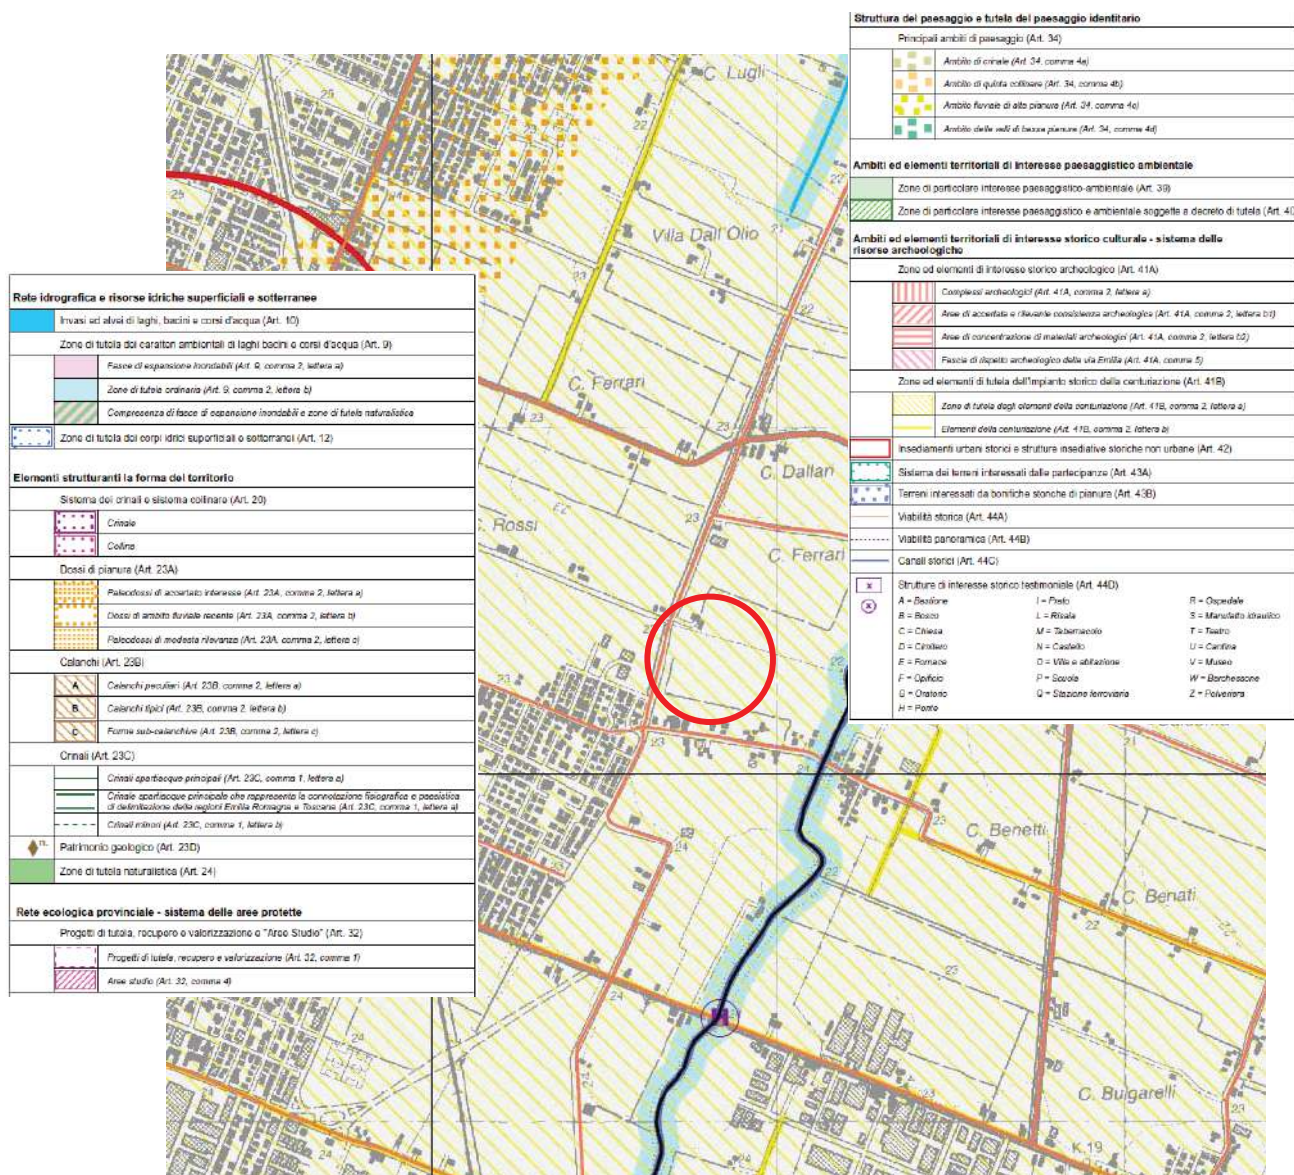 Struttura del paesaggio e tutela del paesaggio identitario
Principali ambiti di paesaggio (Art. 34)
Ambito di crinale (Art. 34, comma 4a)
Ambito di quinta collinare (Art. 34, comma 4b)
Ambito fluviale di alta pianura (Art. 34, comma 4c)
Ambito delle valli di bassa pianura (Art. 34, comma 4d)
Ambiti ed elementi territoriali di interesse paesaggistico ambientale
Zone di particolare interesse paesaggistico-ambientale (Art. 39)
Zone di particolare interesse paesaggistico e ambientale soggette a decreto di tutela (Art. 40
Ambiti ed elementi territoriali di interesse storico culturale - sistema delle
risorse archeologiche
Zone ed elementi di interesse storico archeologico (Art. 41A)
Complessi archeologici (Art. 41A, comma 2, lettera a)
Aree di accertata e rilevante consistenza archeologica (Art. 41A, comma 2, lettera b1)
Aree di concentrazione di materiali archeologici (Art. 41A, comma 2, lettera b2)
Fascia di rispetto archeologico della via Emilia (Art. 41A, comma 5)
Zone ed elementi di tutela dell'impianto storico della centuriazione (Art. 41B)
Zone di tutela degli elementi della centuriazione (Art. 41B, comma 2, lettera a)
Elementi della centuriazione (Art. 41B, comma 2, lettera b)
Insediamenti urbani storici e strutture insediative storiche non urbane (Art. 42)
Sistema dei terreni interessati dalle partecipanze (Art. 43A)
Terreni interessati da bonifiche storiche di pianura (Art. 43B)
Viabilità storica (Art. 44A)
Viabilità panoramica (Art. 44B)
Canali storici (Art. 44C)
x Strutture di interesse storico testimoniale (Art. 44D)
x
A = Bastione I = Prato R = Ospedale
B = Bosco L = Risaia S = Manufatto idraulico
C = Chiesa M = Tabernacolo T = Teatro
D = Cimitero N = Castello U = Cantina
E = Fornace O = Villa e abitazione V = Museo
F = Opificio P = Scuola W = Barchessone
G = Oratorio Q = Stazione ferroviaria Z = Polveriera
H = Ponte
Rete idrografica e risorse idriche superficiali e sotterranee
Invasi ed alvei di laghi, bacini e corsi d'acqua (Art. 10)
Zone di tutela dei caratteri ambientali di laghi bacini e corsi d'acqua (Art. 9)
Fasce di espansione inondabili (Art. 9, comma 2, lettera a)
Zone di tutela ordinaria (Art. 9, comma 2, lettera b)
Compresenza di fasce di espansione inondabili e zone di tutela naturalistica
Zone di tutela dei corpi idrici superficiali e sotterranei (Art. 12)
Elementi strutturanti la forma del territorio
Sistema dei crinali e sistema collinare (Art. 20)
Crinale
Collina
Dossi di pianura (Art. 23A)
Paleodossi di accertato interesse (Art. 23A, comma 2, lettera a)
Dossi di ambito fluviale recente (Art. 23A, comma 2, lettera b)
Paleodossi di modesta rilevanza (Art. 23A, comma 2, lettera c)
Calanchi (Art. 23B)
A Calanchi peculiari (Art. 23B, comma 2, lettera a)
B Calanchi tipici (Art. 23B, comma 2, lettera b)
C Forme sub-calanchive (Art. 23B, comma 2, lettera c)
Crinali (Art. 23C)
Crinali spartiacque principali (Art. 23C, comma 1, lettera a)
Crinale spartiacque principale che rappresenta la connotazione fisiografica e paesistica
di delimitazione delle regioni Emilia Romagna e Toscana (Art. 23C, comma 1, lettera a)
Crinali minori (Art. 23C, comma 1, lettera b)
n. Patrimonio geologico (Art. 23D)
Zone di tutela naturalistica (Art. 24)
Rete ecologica provinciale - sistema delle aree protette
Progetti di tutela, recupero e valorizzazione e "Aree Studio" (Art. 32)
Progetti di tutela, recupero e valorizzazione (Art. 32, comma 1)
Aree studio (Art. 32, comma 4)
C. Lugli
Villa Dall' Olio
C. Ferrari
C. Dallan
C. Rossi
C. Ferrari
C. Benetti
C. Benati
C. Bulgarelli
K.19